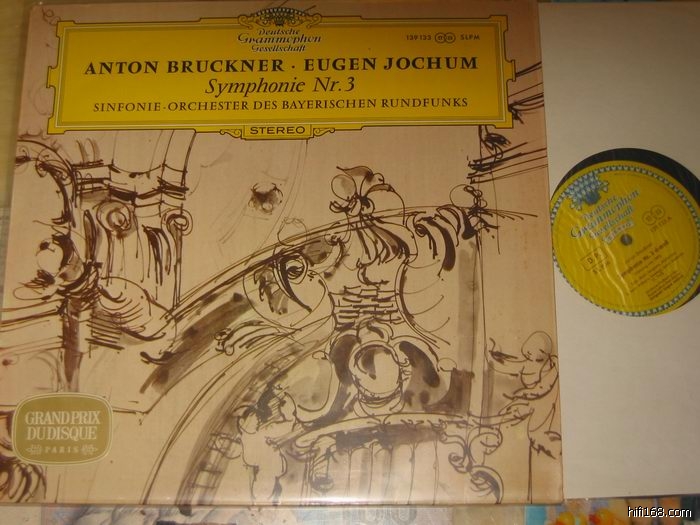 Deutsche
Grammophon
Gesellschaft
139 133 SLPM
ANTON BRUCKNER · EUGEN JOCHUM
Symphonie Nr. 3
SINFONIE-ORCHESTER DES BAYERISCHEN RUNDFUNKS
STEREO
GRAND PRIX
DU DISQUE
PARIS
Deutsche
Grammophon
Gesellschaft
hifi168.com